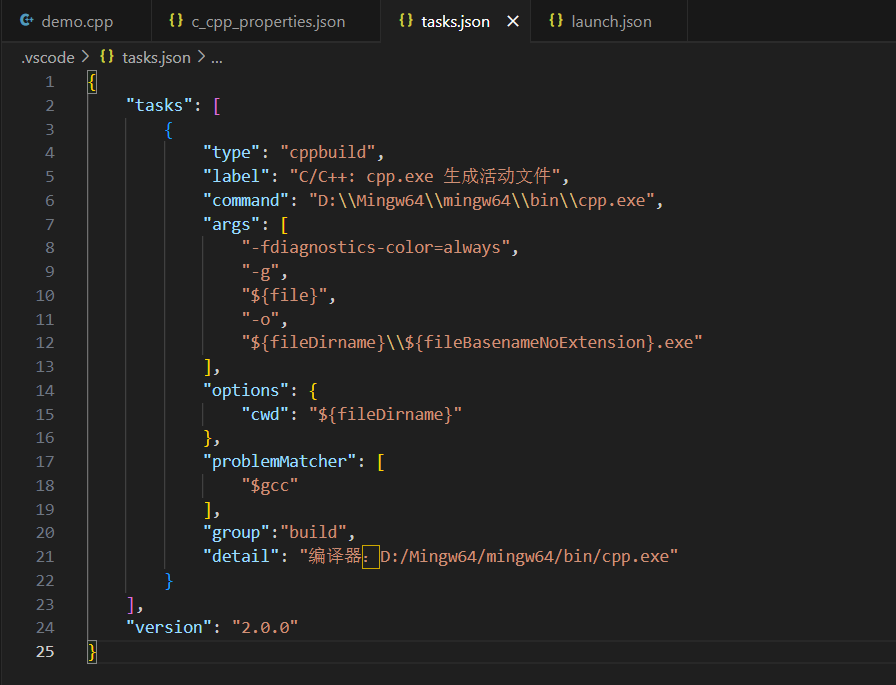 demo.cpp c_cpp_properties.json tasks.json launch.json
.vscode > tasks.json > ...
1 {
2 "tasks": [
3 {
4 "type": "cppbuild",
5 "label": "C/C++: cpp.exe 生成活动文件",
6 "command": "D:\\Mingw64\\mingw64\\bin\\cpp.exe",
7 "args": [
8 "-fdiagnostics-color=always",
9 "-g",
10 "${file}",
11 "-o",
12 "${fileDirname}\\${fileBasenameNoExtension}.exe"
13 ],
14 "options": {
15 "cwd": "${fileDirname}"
16 },
17 "problemMatcher": [
18 "$gcc"
19 ],
20 "group":"build",
21 "detail": "编译器：D:/Mingw64/mingw64/bin/cpp.exe"
22 }
23 ],
24 "version": "2.0.0"
25 }